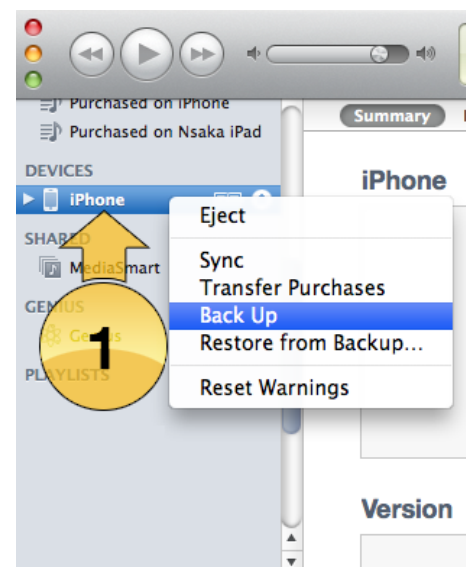 Purchased on iPhone
Purchased on Nsaka iPad
Summary
DEVICES
iPhone
iPhone
Eject
SHARED
Sync
MediaSmart
Transfer Purchases
Back Up
GENIUS
Restore from Backup...
Genius
1
PLAYLISTS
Reset Warnings
Version